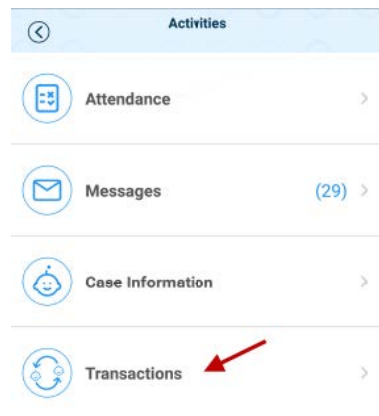 Activities
Attendance
Messages (29)
Case Information
Transactions